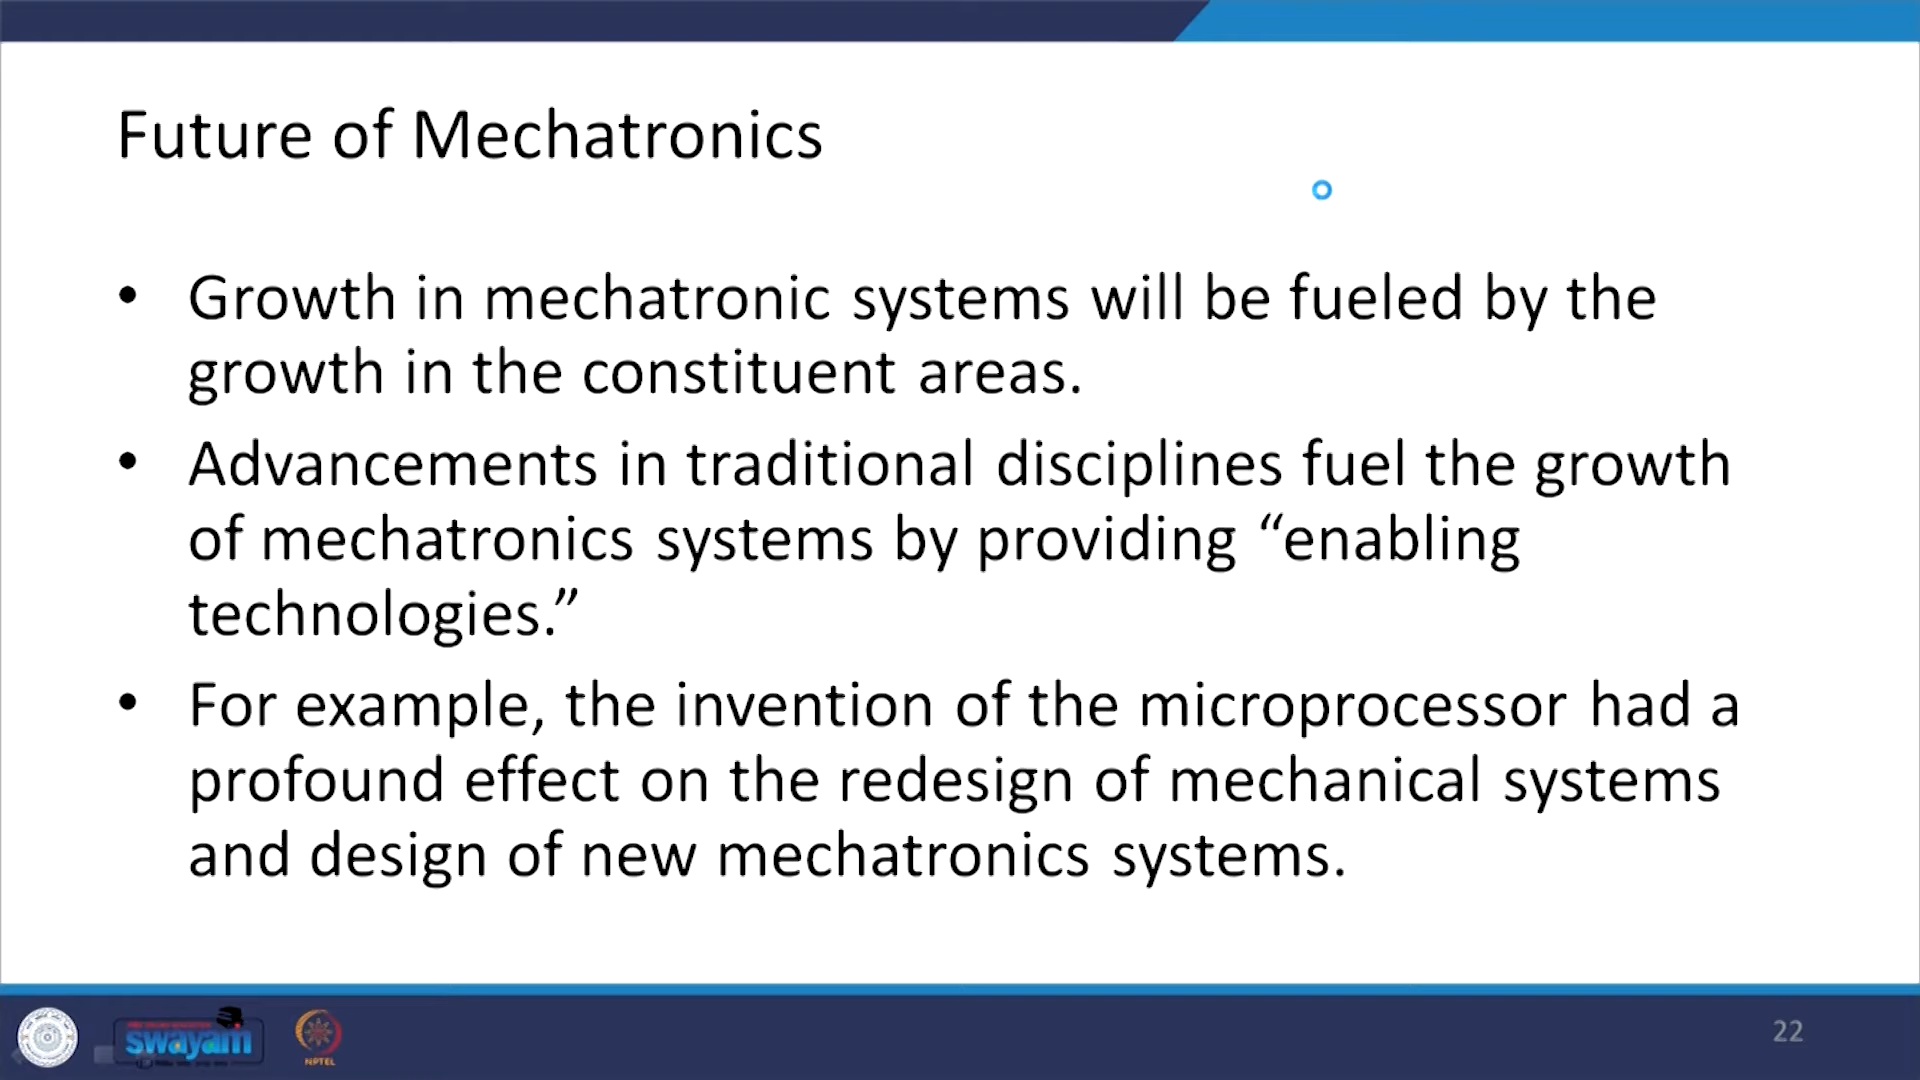 Future of Mechatronics
• Growth in mechatronic systems will be fueled by the
growth in the constituent areas.
• Advancements in traditional disciplines fuel the growth
of mechatronics systems by providing “enabling
technologies.”
• For example, the invention of the microprocessor had a
profound effect on the redesign of mechanical systems
and design of new mechatronics systems.
swayam
NPTEL
22